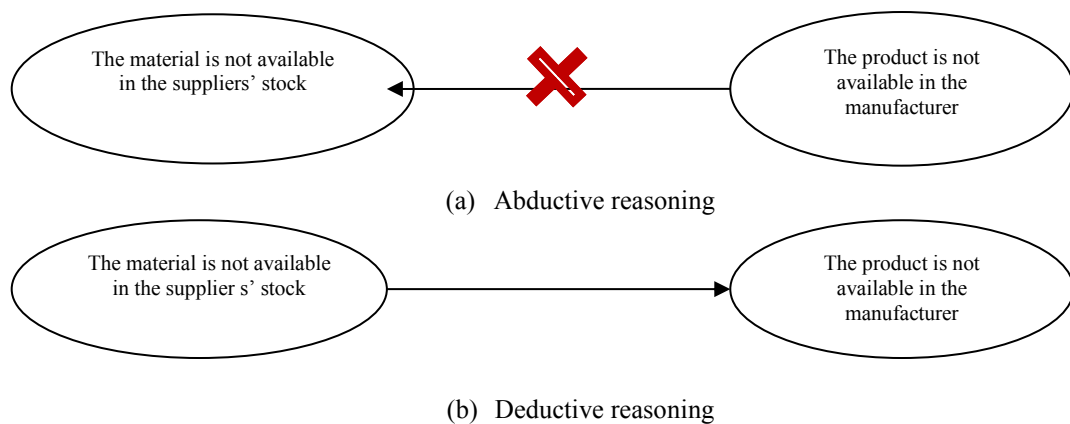 The material is not available
in the suppliers’ stock
The product is not
available in the
manufacturer
(a) Abductive reasoning
The material is not available
in the supplier s’ stock
The product is not
available in the
manufacturer
(b) Deductive reasoning